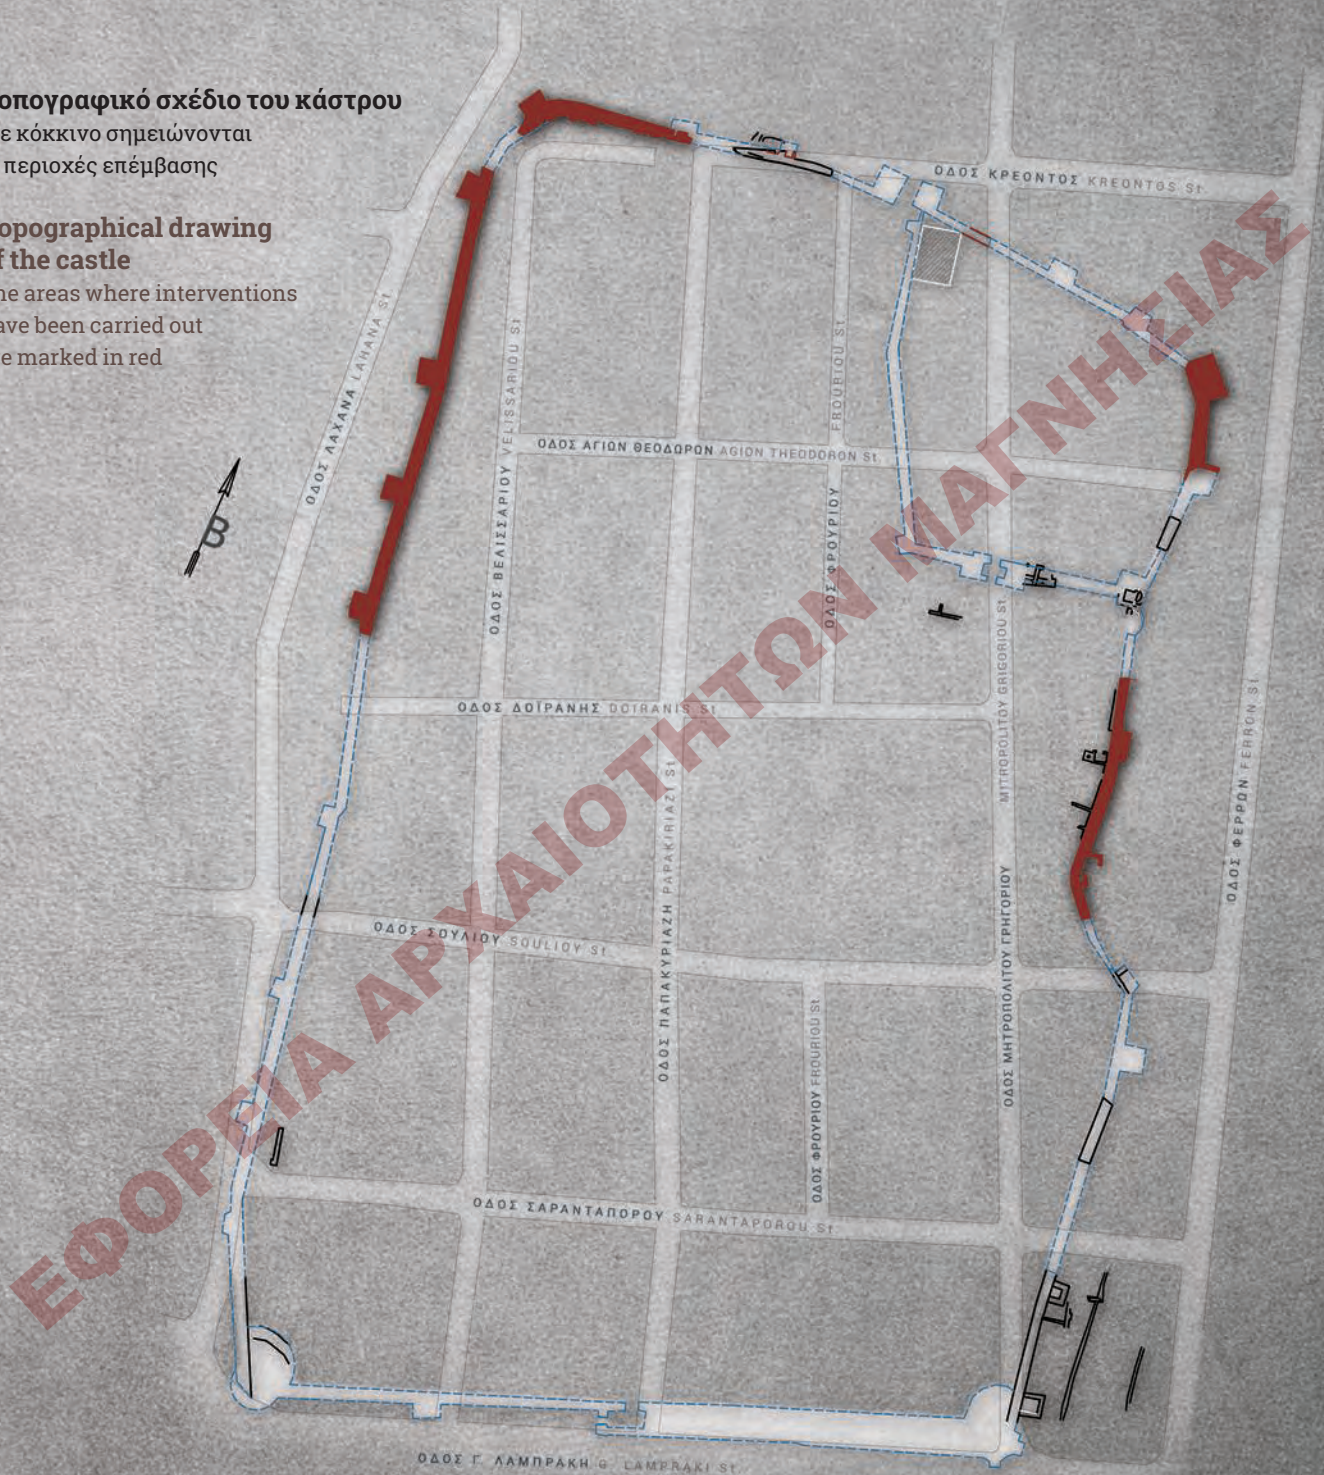 οπογραφικό σχέδιο του κάστρου
ε κόκκινο σημειώνονται
περιοχές επέμβασης
opographical drawing
f the castle
he areas where interventions
ave been carried out
e marked in red
ΟΔΟΣ ΚΡΕΟΝΤΟΣ KREONTOS St
ΟΔΟΣ ΛΑΧΑΝΑ LAHANA St
ΟΔΟΣ ΒΕΛΙΣΣΑΡΙΟΥ VELISSARIOU St
ΟΔΟΣ ΦΡΟΥΡΙΟΥ FROURIOU St
ΟΔΟΣ ΑΓΙΩΝ ΘΕΟΔΩΡΩΝ AGION THEODORON St
B
ΟΔΟΣ ΔΟΪΡΑΝΗΣ DOIRANIS St
ΟΔΟΣ ΠΑΠΑΚΥΡΙΑΖΗ PAPAKIRIAZI St
ΟΔΟΣ ΜΗΤΡΟΠΟΛΙΤΟΥ ΓΡΗΓΟΡΙΟΥ MITROPOLITOU GRIGORIOU St
ΟΔΟΣ ΦΕΡΡΩΝ FERRON St
ΟΔΟΣ ΣΟΥΛΙΟΥ SOULIOY St
ΟΔΟΣ ΦΡΟΥΡΙΟΥ FROURIOU St
ΟΔΟΣ ΣΑΡΑΝΤΑΠΟΡΟΥ SARANTAPOROU St
ΟΔΟΣ Γ. ΛΑΜΠΡΑΚΗ G. LAMPRAKI St
ΕΦΟΡΕΙΑ ΑΡΧΑΙΟΤΗΤΩΝ ΜΑΓΝΗΣΙΑΣ